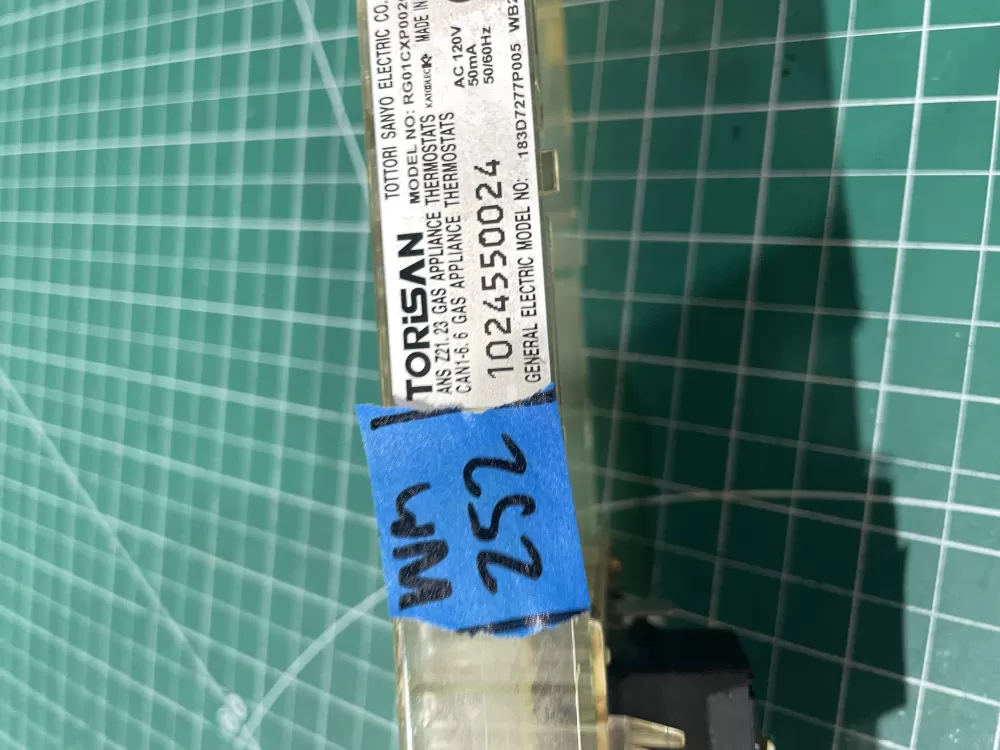 TOTTORI SANYO ELECTRIC CO.
TORiSAN MODEL NO: RG01CXP002
MADE IN
ANS Z21.23 GAS APPLIANCE THERMOSTATS
CAN1-6.6 GAS APPLIANCE THERMOSTATS
AC 120V
50mA
50/60Hz
1024550024
GENERAL ELECTRIC MODEL NO: 183D7277P005 WB2
WM
252